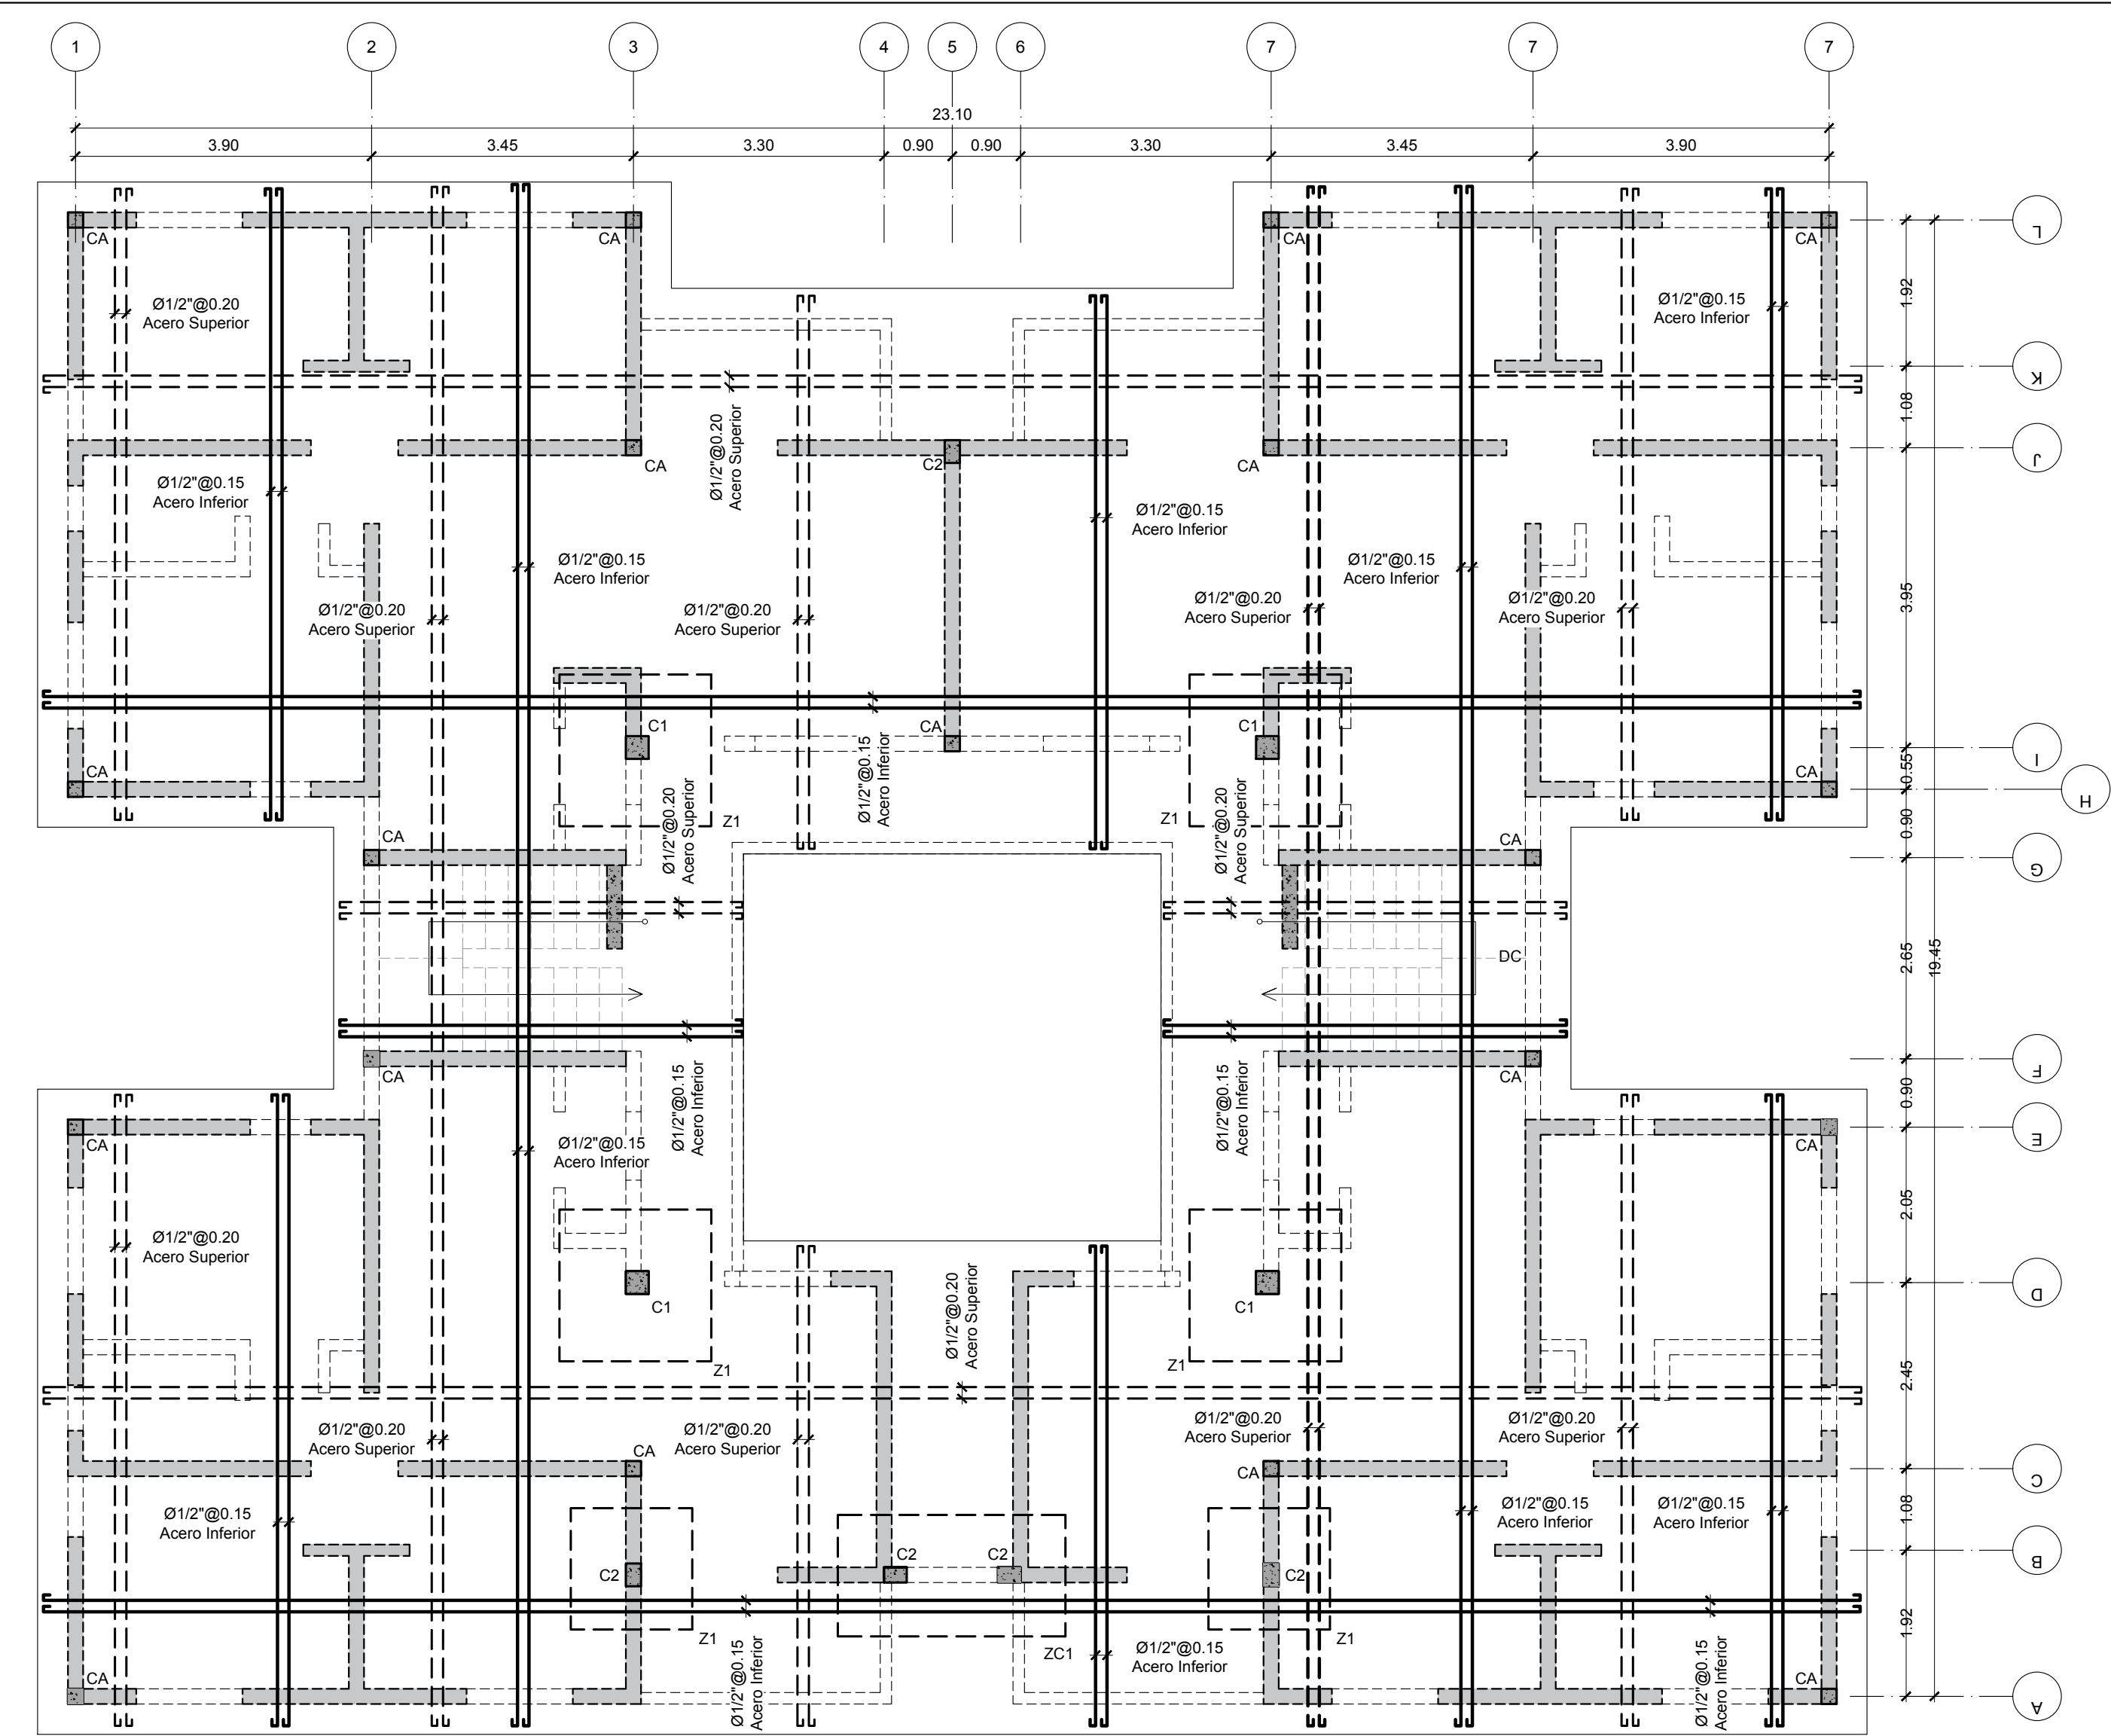 1 2 3 4 5 6 7 7 7
23.10
3.90 3.45 3.30 0.90 0.90 3.30 3.45 3.90
L
CA CA CA CA
1.92
Ø1/2"@0.20
Acero Superior
Ø1/2"@0.15
Acero Inferior
K
1.08
Ø1/2"@0.20
Acero Superior
J
CA C2 CA
Ø1/2"@0.15
Acero Inferior
Ø1/2"@0.15
Acero Inferior
Ø1/2"@0.15
Acero Inferior
Ø1/2"@0.15
Acero Inferior
3.95
Ø1/2"@0.20
Acero Superior
Ø1/2"@0.20
Acero Superior
Ø1/2"@0.20
Acero Superior
Ø1/2"@0.20
Acero Superior
C1 CA C1
I
0.55
CA CA
H
Ø1/2"@0.15
Acero Inferior
Z1 Z1
Ø1/2"@0.20
Acero Superior
Ø1/2"@0.20
Acero Superior
0.90
CA CA
G
DC
2.65
19.45
F
CA CA
0.90
Ø1/2"@0.15
Acero Inferior
Ø1/2"@0.15
Acero Inferior
E
CA CA
Ø1/2"@0.15
Acero Inferior
2.05
Ø1/2"@0.20
Acero Superior
D
C1 C1
Ø1/2"@0.20
Acero Superior
Z1 Z1
2.45
Ø1/2"@0.20
Acero Superior
Ø1/2"@0.20
Acero Superior
Ø1/2"@0.20
Acero Superior
Ø1/2"@0.20
Acero Superior
CA CA
C
1.08
Ø1/2"@0.15
Acero Inferior
Ø1/2"@0.15
Acero Inferior
Ø1/2"@0.15
Acero Inferior
B
C2 C2 C2 C2
1.92
Z1 ZC1 Z1
Ø1/2"@0.15
Acero Inferior
Ø1/2"@0.15
Acero Inferior
Ø1/2"@0.15
Acero Inferior
CA CA
A